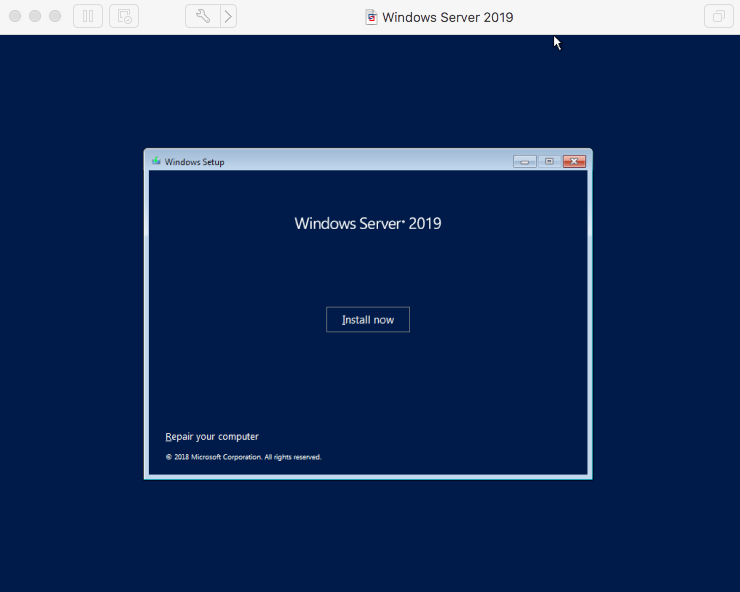 Windows Server 2019
Windows Setup
Windows Server® 2019
Install now
Repair your computer
© 2018 Microsoft Corporation. All rights reserved.